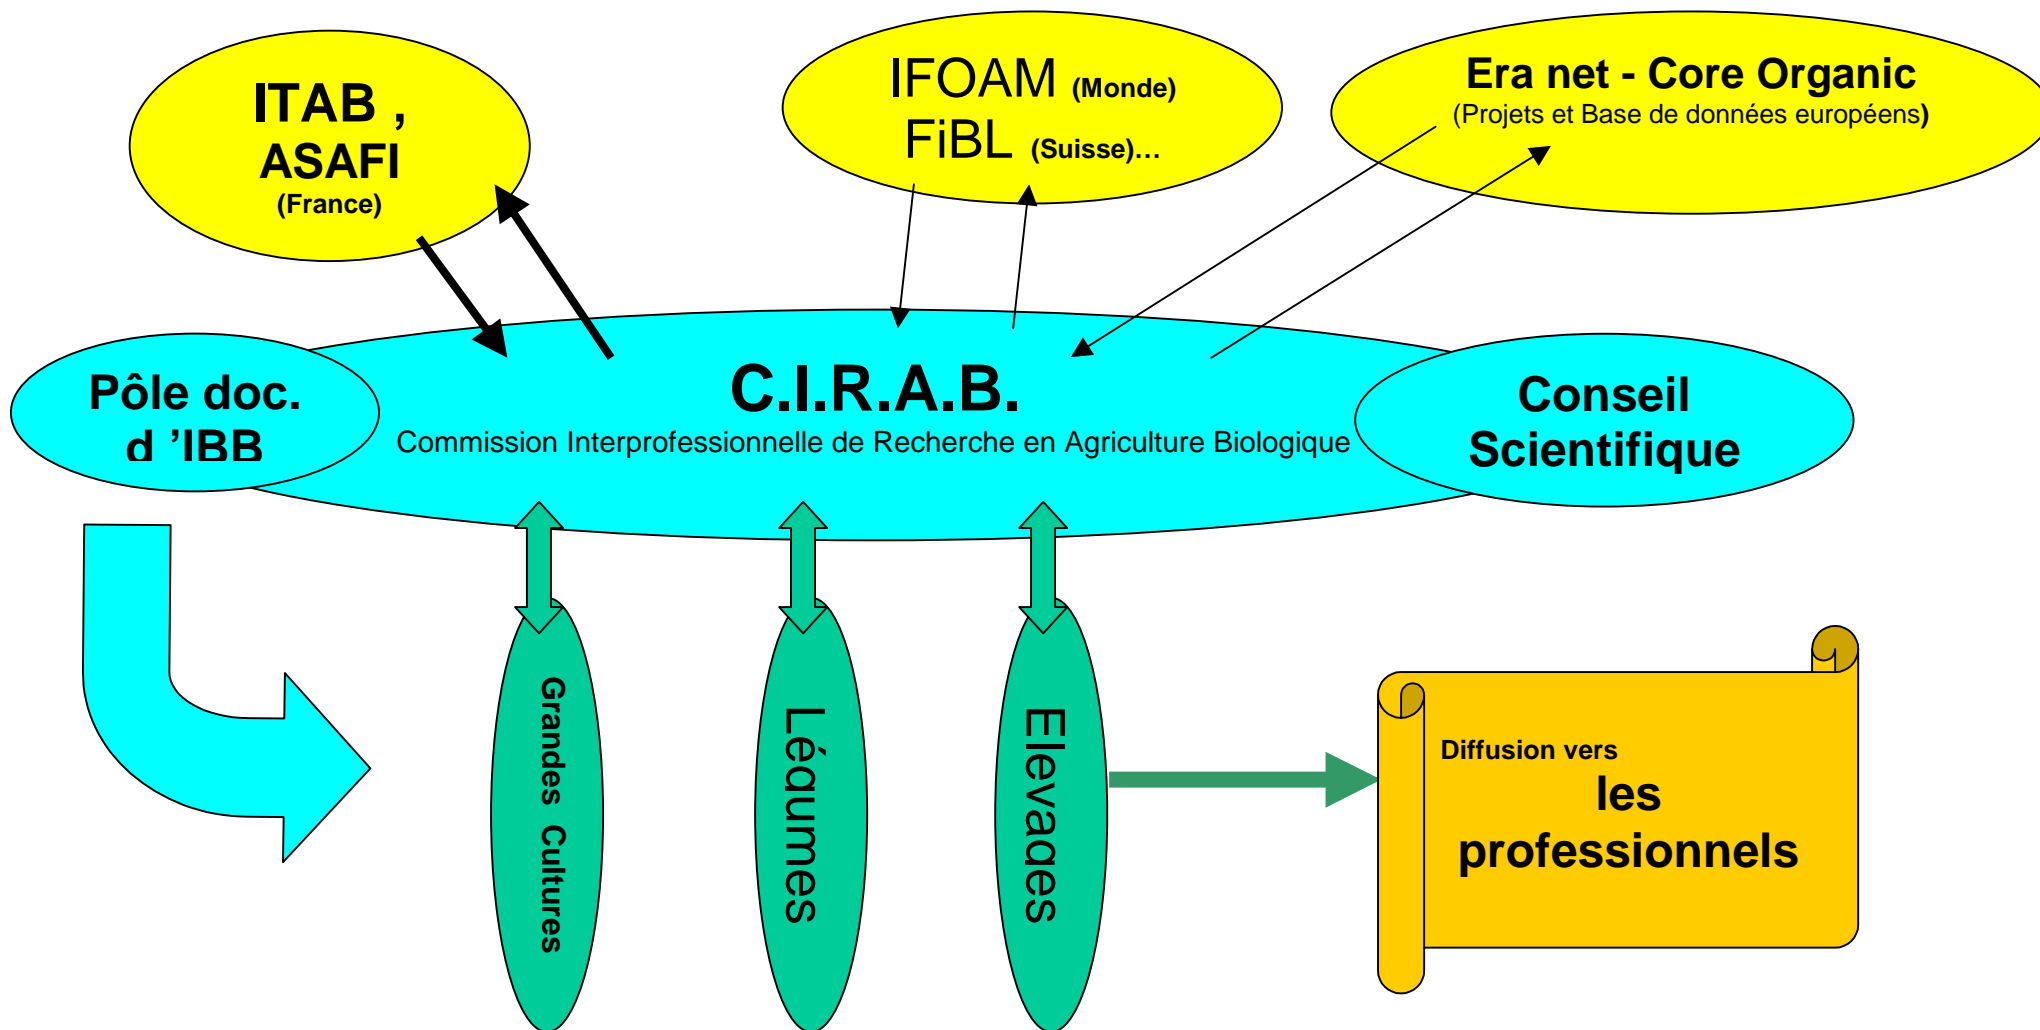 ITAB ,
ASAFI
(France)
IFOAM (Monde)
FiBL (Suisse)...
Era net - Core Organic
(Projets et Base de données européens)
Pôle doc.
d ’IBB
C.I.R.A.B.
Commission Interprofessionnelle de Recherche en Agriculture Biologique
Conseil
Scientifique
Grandes Cultures
Légumes
Elevages
Diffusion vers
les
professionnels